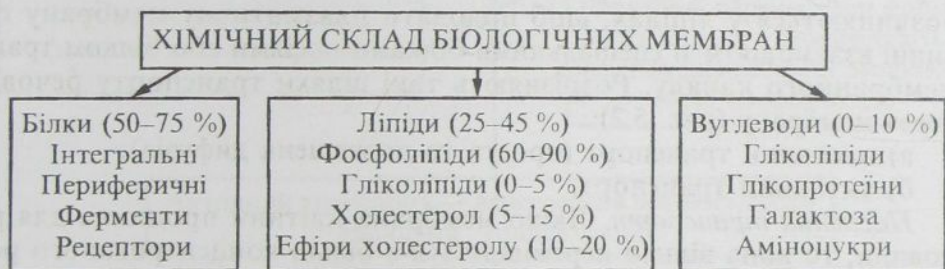 ХІМІЧНИЙ СКЛАД БІОЛОГІЧНИХ МЕМБРАН
Білки (50–75 %)
Інтегральні
Периферичні
Ферменти
Рецептори
Ліпіди (25–45 %)
Фосфоліпіди (60–90 %)
Гліколіпіди (0–5 %)
Холестерол (5–15 %)
Ефіри холестеролу (10–20 %)
Вуглеводи (0–10 %)
Гліколіпіди
Глікопротеїни
Галактоза
Аміноцукри